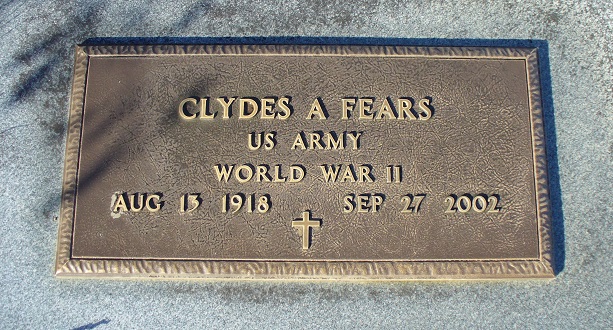 CLYDES A FEARS
US ARMY
WORLD WAR II
AUG 13 1918 SEP 27 2002